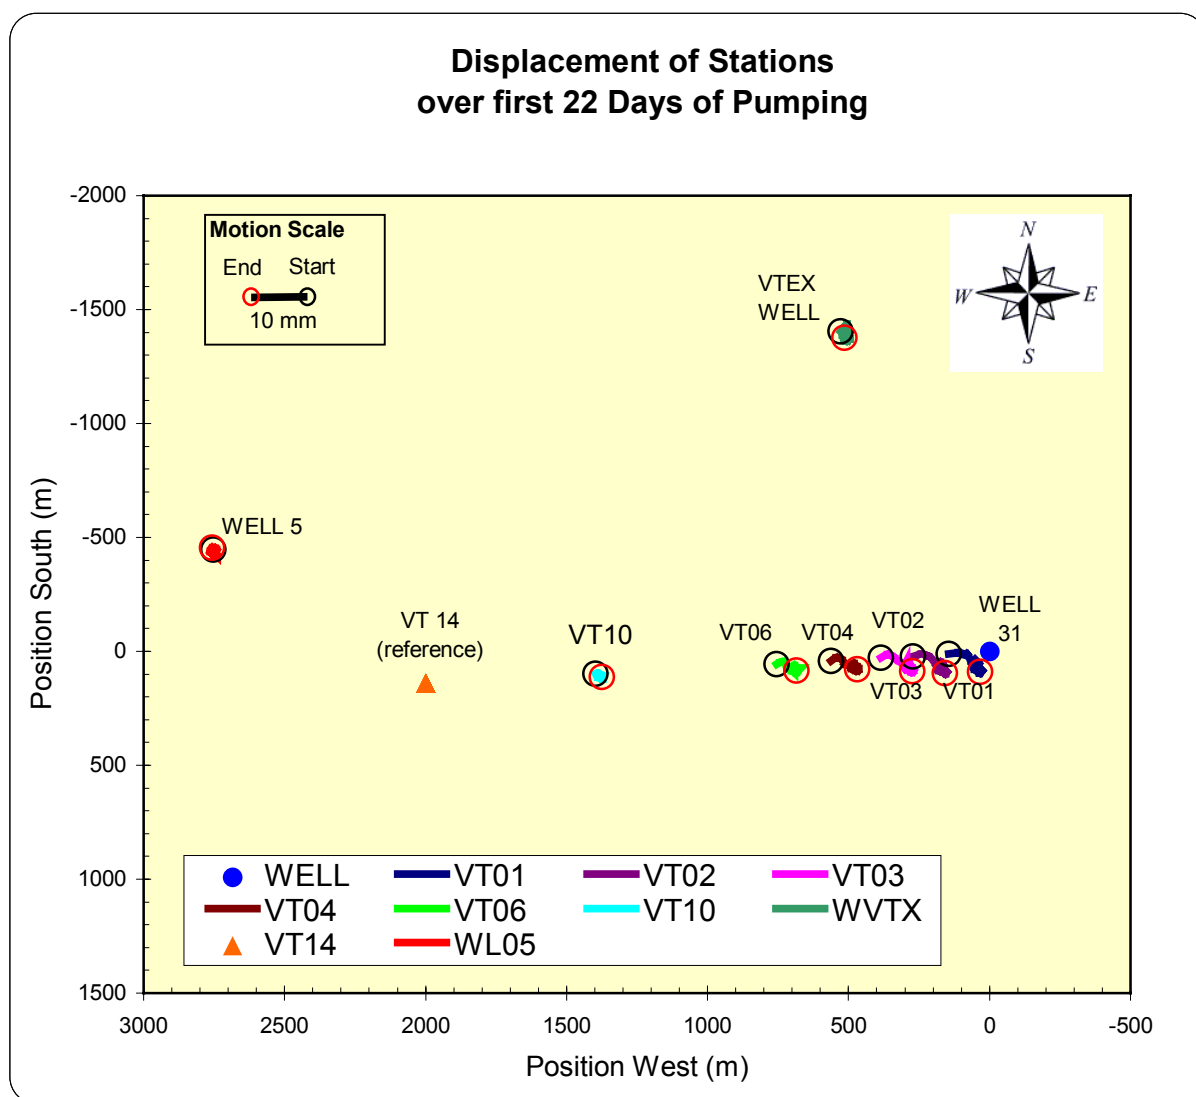 Displacement of Stations
over first 22 Days of Pumping
-2000
-1500
-1000
-500
0
500
1000
1500
Position South (m)
Motion Scale
End Start
10 mm
VTEX
WELL
N
W E
S
WELL 5
VT 14
(reference)
VT10
VT06
VT04
VT02
WELL
31
VT03
VT01
WELL VT01 VT02 VT03
VT04 VT06 VT10 WVTX
VT14 WL05
3000 2500 2000 1500 1000 500 0 -500
Position West (m)